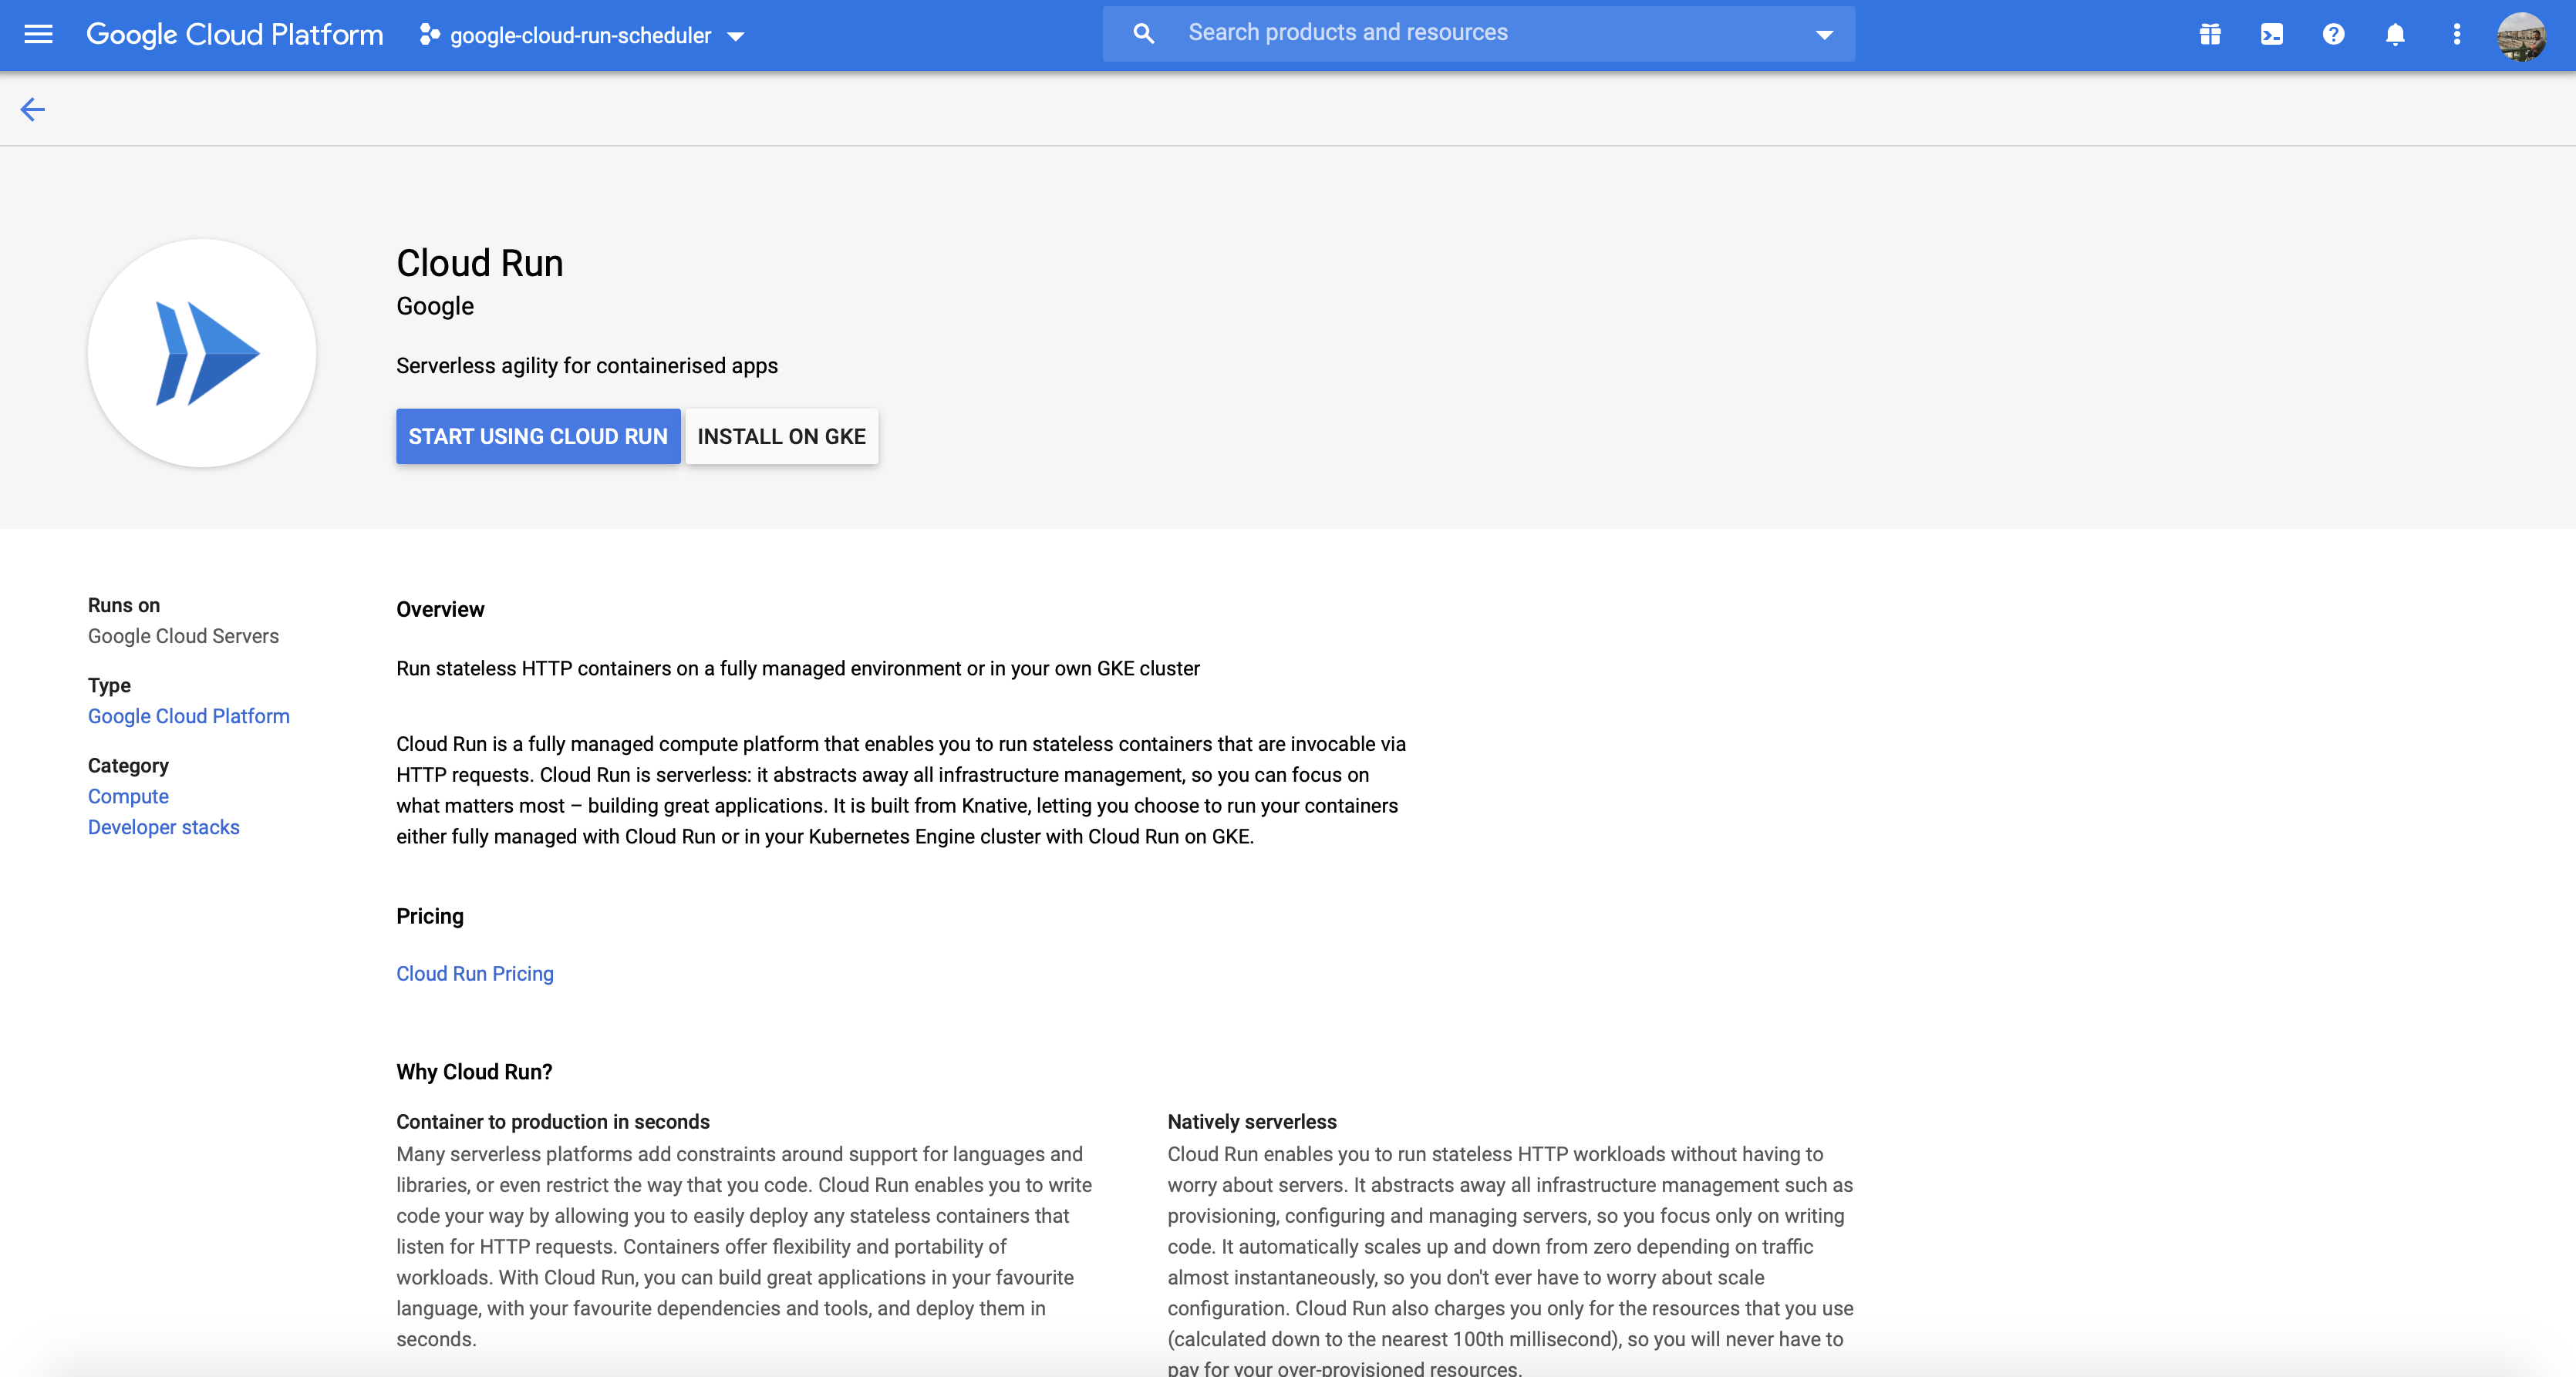 Google Cloud Platform
google-cloud-run-scheduler
Search products and resources
Cloud Run
Google
Serverless agility for containerised apps
START USING CLOUD RUN
INSTALL ON GKE
Runs on
Google Cloud Servers
Type
Google Cloud Platform
Category
Compute
Developer stacks
Overview
Run stateless HTTP containers on a fully managed environment or in your own GKE cluster
Cloud Run is a fully managed compute platform that enables you to run stateless containers that are invocable via
HTTP requests. Cloud Run is serverless: it abstracts away all infrastructure management, so you can focus on
what matters most – building great applications. It is built from Knative, letting you choose to run your containers
either fully managed with Cloud Run or in your Kubernetes Engine cluster with Cloud Run on GKE.
Pricing
Cloud Run Pricing
Why Cloud Run?
Container to production in seconds
Many serverless platforms add constraints around support for languages and
libraries, or even restrict the way that you code. Cloud Run enables you to write
code your way by allowing you to easily deploy any stateless containers that
listen for HTTP requests. Containers offer flexibility and portability of
workloads. With Cloud Run, you can build great applications in your favourite
language, with your favourite dependencies and tools, and deploy them in
seconds.
Natively serverless
Cloud Run enables you to run stateless HTTP workloads without having to
worry about servers. It abstracts away all infrastructure management such as
provisioning, configuring and managing servers, so you focus only on writing
code. It automatically scales up and down from zero depending on traffic
almost instantaneously, so you don't ever have to worry about scale
configuration. Cloud Run also charges you only for the resources that you use
(calculated down to the nearest 100th millisecond), so you will never have to
pay for your over-provisioned resources.